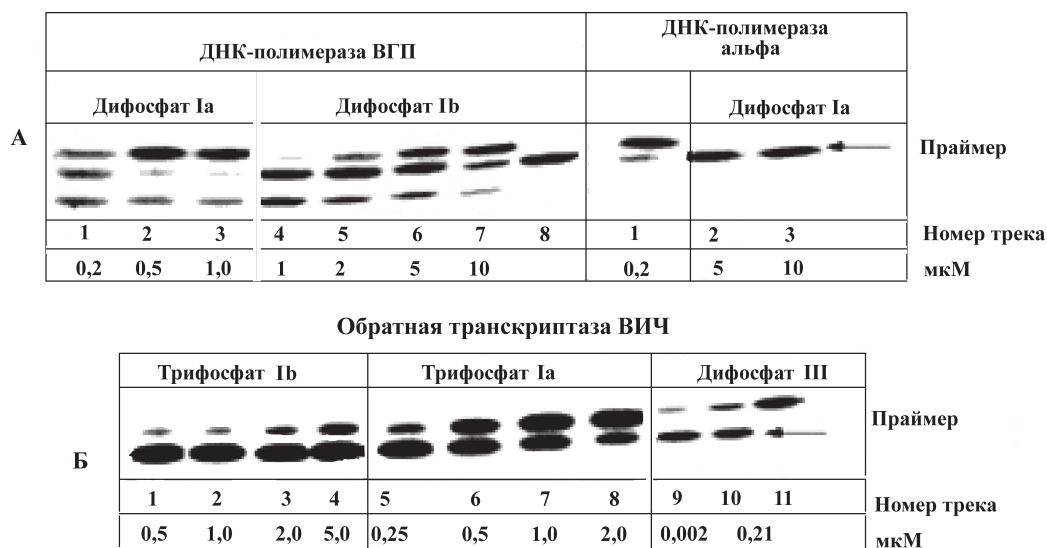 ДНК-полимераза ВГП
ДНК-полимераза
альфа
Дифосфат Ia
Дифосфат Ib
Дифосфат Ia
А
Праймер
1 2 3 4 5 6 7 8 1 2 3 Номер трека
0,2 0,5 1,0 1 2 5 10 0,2 5 10 мкМ
Обратная транскриптаза ВИЧ
Трифосфат Ib
Трифосфат Ia
Дифосфат III
Праймер
Б
1 2 3 4 5 6 7 8 9 10 11 Номер трека
0,5 1,0 2,0 5,0 0,25 0,5 1,0 2,0 0,002 0,21 мкМ